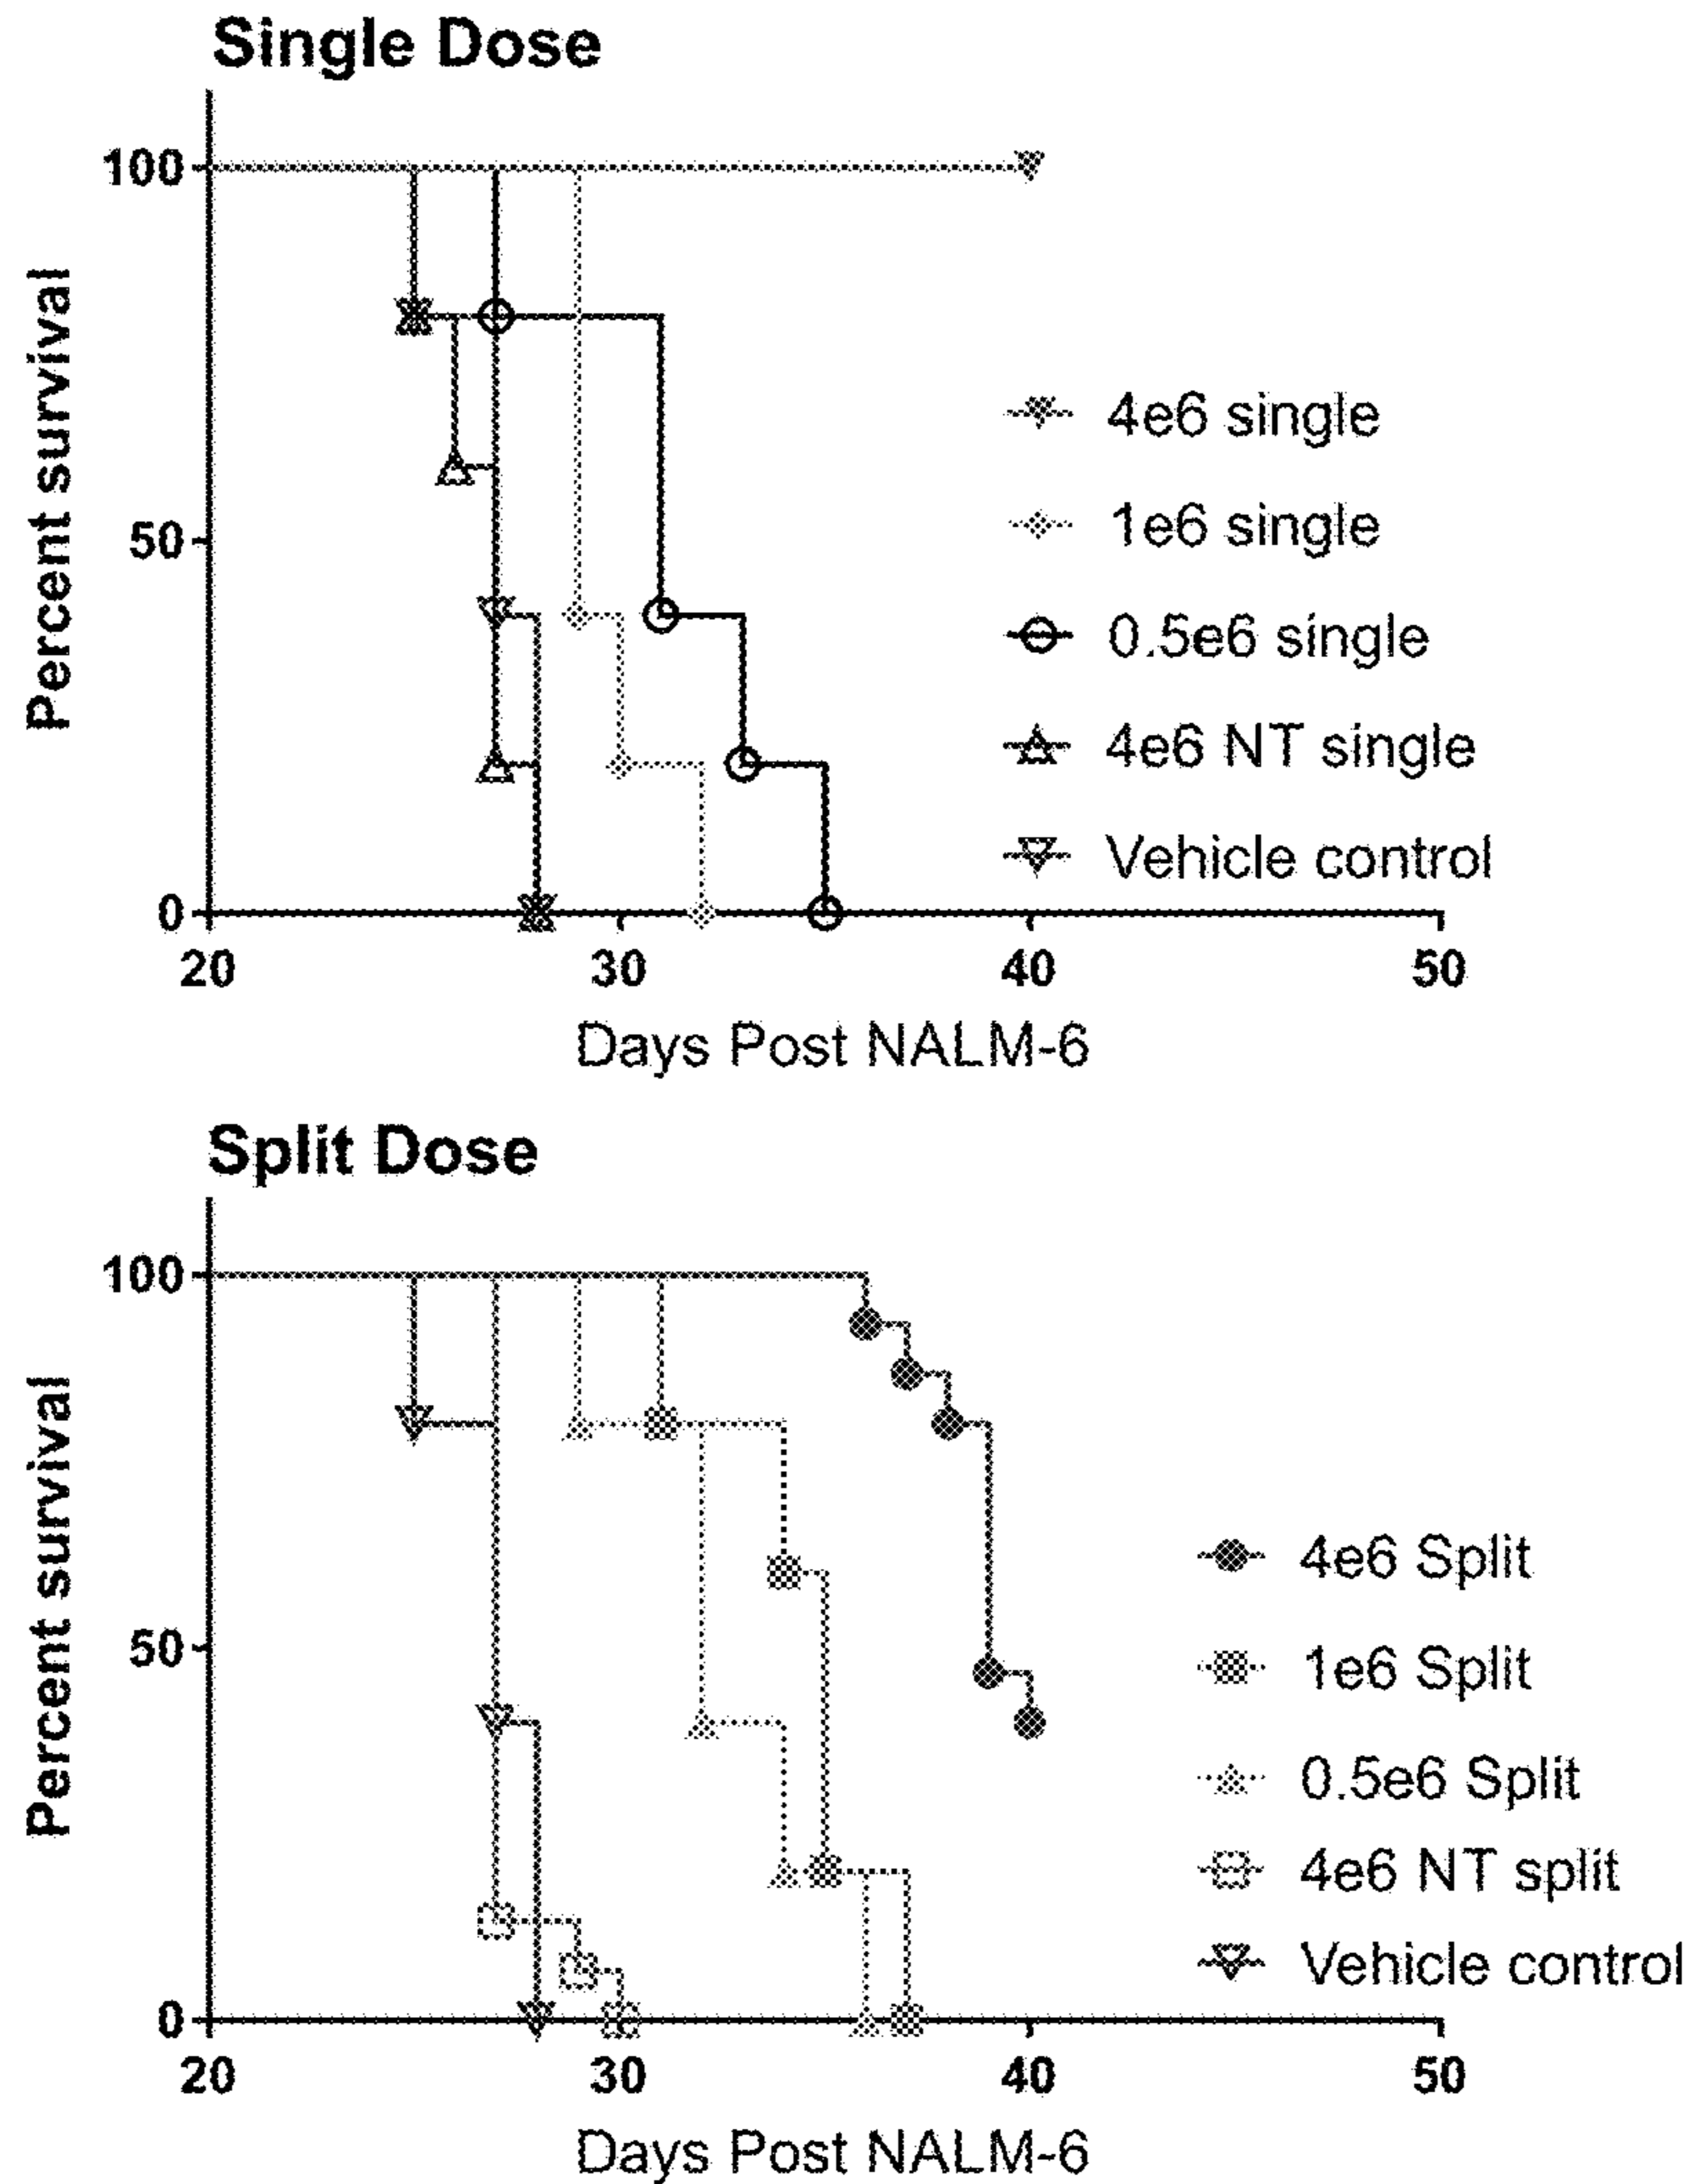 Single Dose
100
50
0
Percent survival
20 30 40 50
Days Post NALM-6
4e6 single
1e6 single
0.5e6 single
4e6 NT single
Vehicle control
Split Dose
100
50
0
Percent survival
20 30 40 50
Days Post NALM-6
4e6 Split
1e6 Split
0.5e6 Split
4e6 NT split
Vehicle control